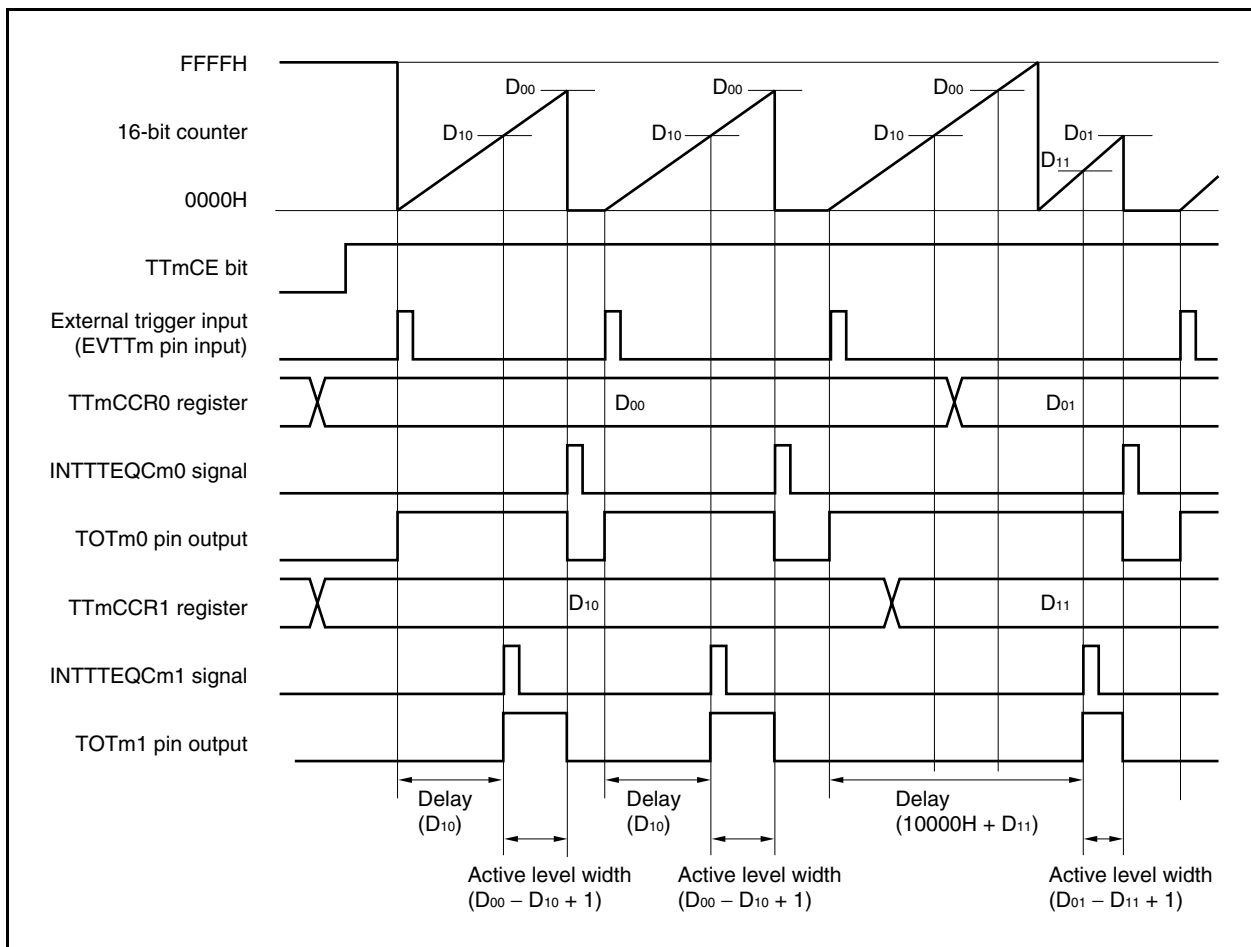 FFFFH
D00
D00
D00
16-bit counter
D10
D10
D10
D01
D11
0000H
TTmCE bit
External trigger input
(EVTTm pin input)
TTmCCR0 register
D00
D01
INTTTEQCm0 signal
TOTm0 pin output
TTmCCR1 register
D10
D11
INTTTEQCm1 signal
TOTm1 pin output
Delay
(D10)
Delay
(D10)
Delay
(10000H + D11)
Active level width
(D00 − D10 + 1)
Active level width
(D00 − D10 + 1)
Active level width
(D01 − D11 + 1)